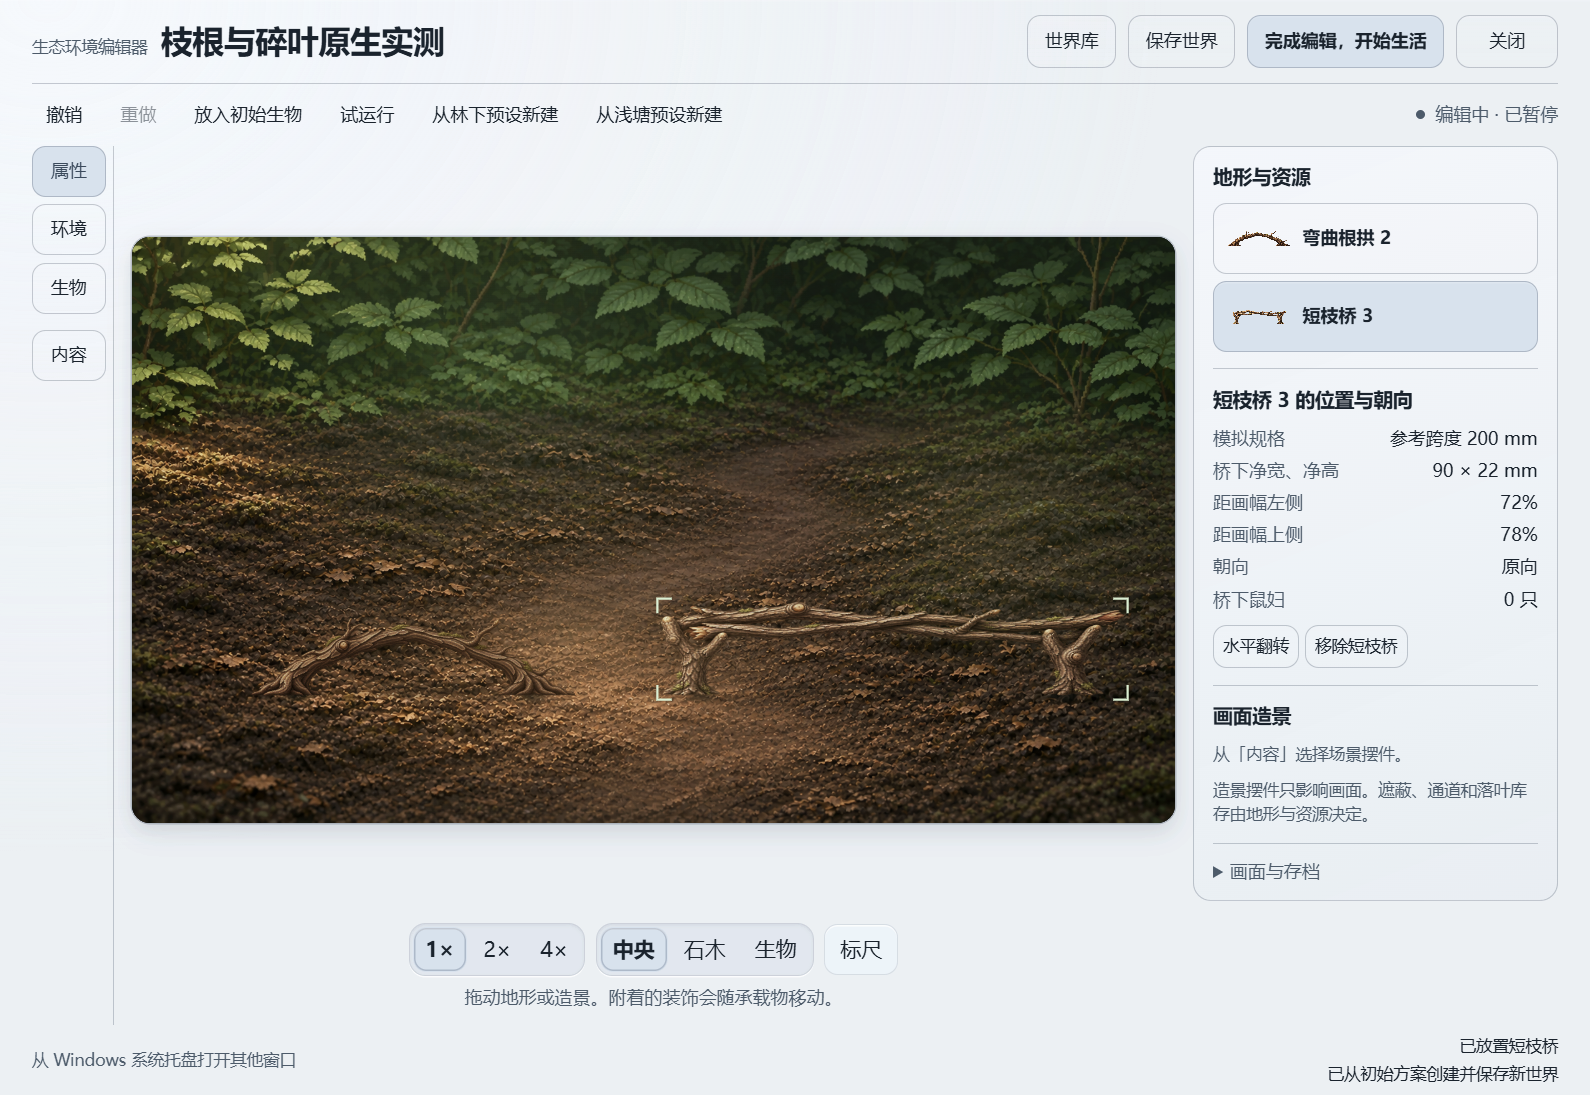 生态环境编辑器 枝根与碎叶原生实测
世界库 保存世界 完成编辑，开始生活 关闭
撤销 重做 放入初始生物 试运行 从林下预设新建 从浅塘预设新建
编辑中 · 已暂停
属性
环境
生物
内容
地形与资源
弯曲根拱 2
短枝桥 3
短枝桥 3 的位置与朝向
模拟规格 参考跨度 200 mm
桥下净宽、净高 90 × 22 mm
距画幅左侧 72%
距画幅上侧 78%
朝向 原向
桥下鼠妇 0 只
水平翻转 移除短枝桥
画面造景
从「内容」选择场景摆件。
造景摆件只影响画面。遮蔽、通道和落叶库
存由地形与资源决定。
画面与存档
1× 2× 4× 中央 石木 生物 标尺
拖动地形或造景。附着的装饰会随承载物移动。
从 Windows 系统托盘打开其他窗口
已放置短枝桥
已从初始方案创建并保存新世界